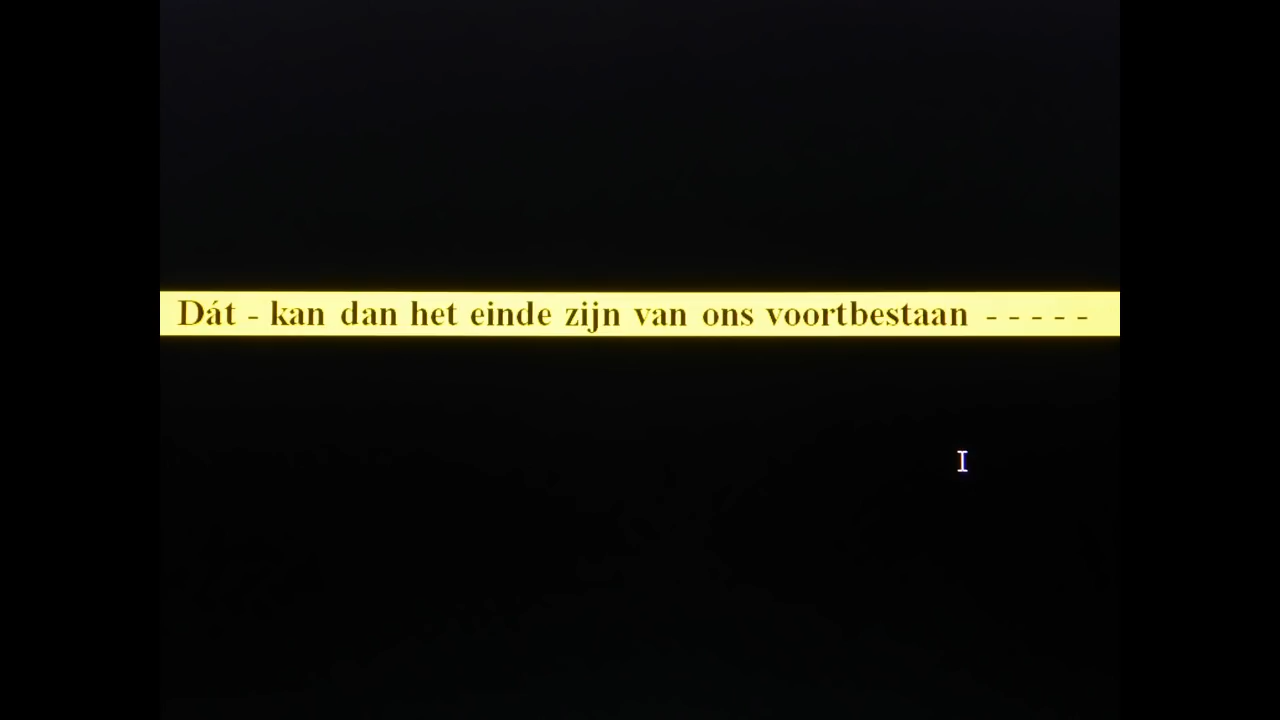 Dát - kan dan het einde zijn van ons voortbestaan - - - - -